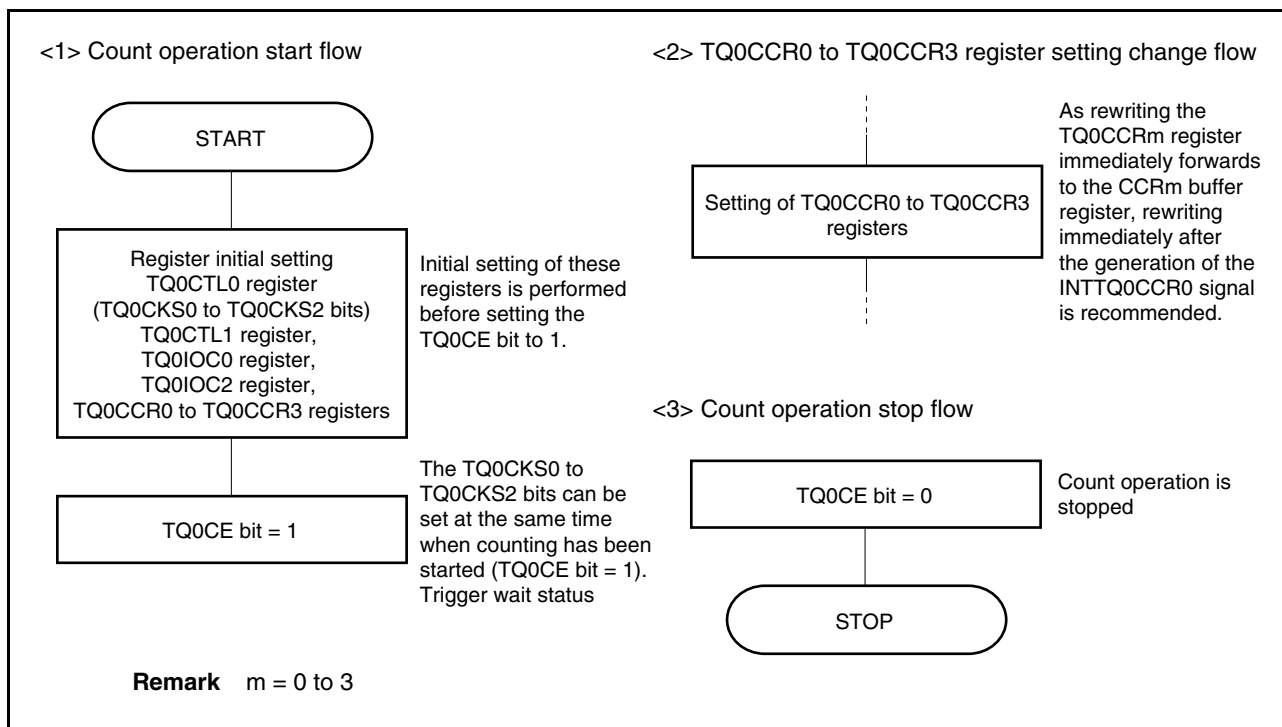 <1> Count operation start flow
START
Register initial setting
TQ0CTL0 register
(TQ0CKS0 to TQ0CKS2 bits)
TQ0CTL1 register,
TQ0IOC0 register,
TQ0IOC2 register,
TQ0CCR0 to TQ0CCR3 registers
Initial setting of these
registers is performed
before setting the
TQ0CE bit to 1.
TQ0CE bit = 1
The TQ0CKS0 to
TQ0CKS2 bits can be
set at the same time
when counting has been
started (TQ0CE bit = 1).
Trigger wait status
<2> TQ0CCR0 to TQ0CCR3 register setting change flow
Setting of TQ0CCR0 to TQ0CCR3
registers
As rewriting the
TQ0CCRm register
immediately forwards
to the CCRm buffer
register, rewriting
immediately after
the generation of the
INTTQ0CCR0 signal
is recommended.
<3> Count operation stop flow
TQ0CE bit = 0
Count operation is
stopped
STOP
Remark m = 0 to 3